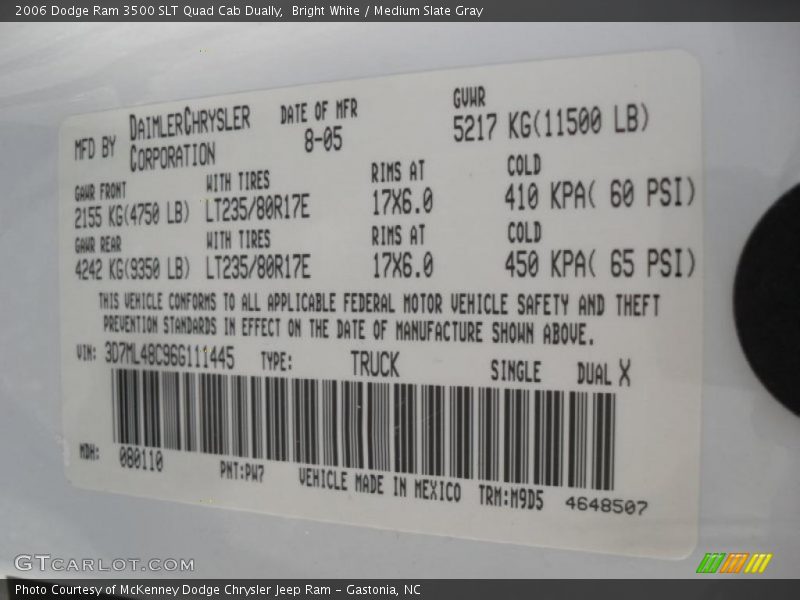 2006 Dodge Ram 3500 SLT Quad Cab Dually,  Bright White / Medium Slate Gray
MFD BY DAIMLERCHRYSLER CORPORATION DATE OF MFR 8-05 GVWR 5217 KG(11500 LB)
GAWR FRONT WITH TIRES RIMS AT COLD
2155 KG(4750 LB) LT235/80R17E 17X6.0 410 KPA( 60 PSI)
GAWR REAR WITH TIRES RIMS AT COLD
4242 KG(9350 LB) LT235/80R17E 17X6.0 450 KPA( 65 PSI)
THIS VEHICLE CONFORMS TO ALL APPLICABLE FEDERAL MOTOR VEHICLE SAFETY AND THEFT
PREVENTION STANDARDS IN EFFECT ON THE DATE OF MANUFACTURE SHOWN ABOVE.
VIN: 3D7ML48C96G111445 TYPE: TRUCK SINGLE DUAL X
MDH: 080110 PNT:PW7 VEHICLE MADE IN MEXICO TRM:M9D5 4648507
GTCARLOT.COM
Photo Courtesy of McKenney Dodge Chrysler Jeep Ram - Gastonia, NC